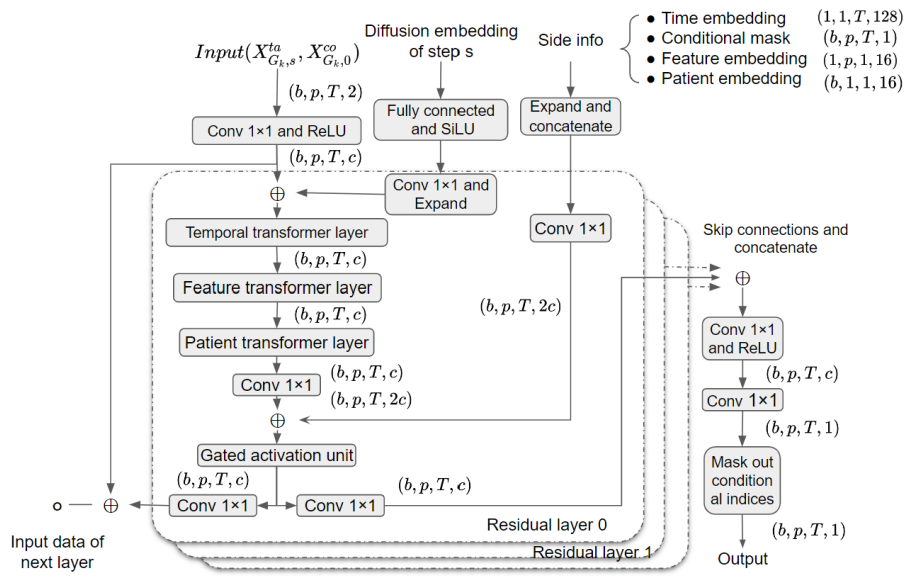 Input(X^{ta}_{G_k,s}, X^{co}_{G_k,0})
Diffusion embedding
of step s
Side info
● Time embedding (1, 1, T, 128)
● Conditional mask (b, p, T, 1)
● Feature embedding (1, p, 1, 16)
● Patient embedding (b, 1, 1, 16)
(b, p, T, 2)
Fully connected
and SiLU
Expand and
concatenate
Conv 1×1 and ReLU
(b, p, T, c)
Conv 1×1 and
Expand
⊕
Temporal transformer layer
Conv 1×1
(b, p, T, c)
Feature transformer layer
(b, p, T, c)
(b, p, T, 2c)
Patient transformer layer
(b, p, T, c)
Conv 1×1
(b, p, T, 2c)
⊕
Gated activation unit
(b, p, T, c)
(b, p, T, c)
Conv 1×1
Conv 1×1
⊕
Input data of
next layer
Residual layer 0
Residual layer 1
Skip connections and
concatenate
⊕
Conv 1×1
and ReLU
(b, p, T, c)
Conv 1×1
(b, p, T, 1)
Mask out
condition
al indices
(b, p, T, 1)
Output